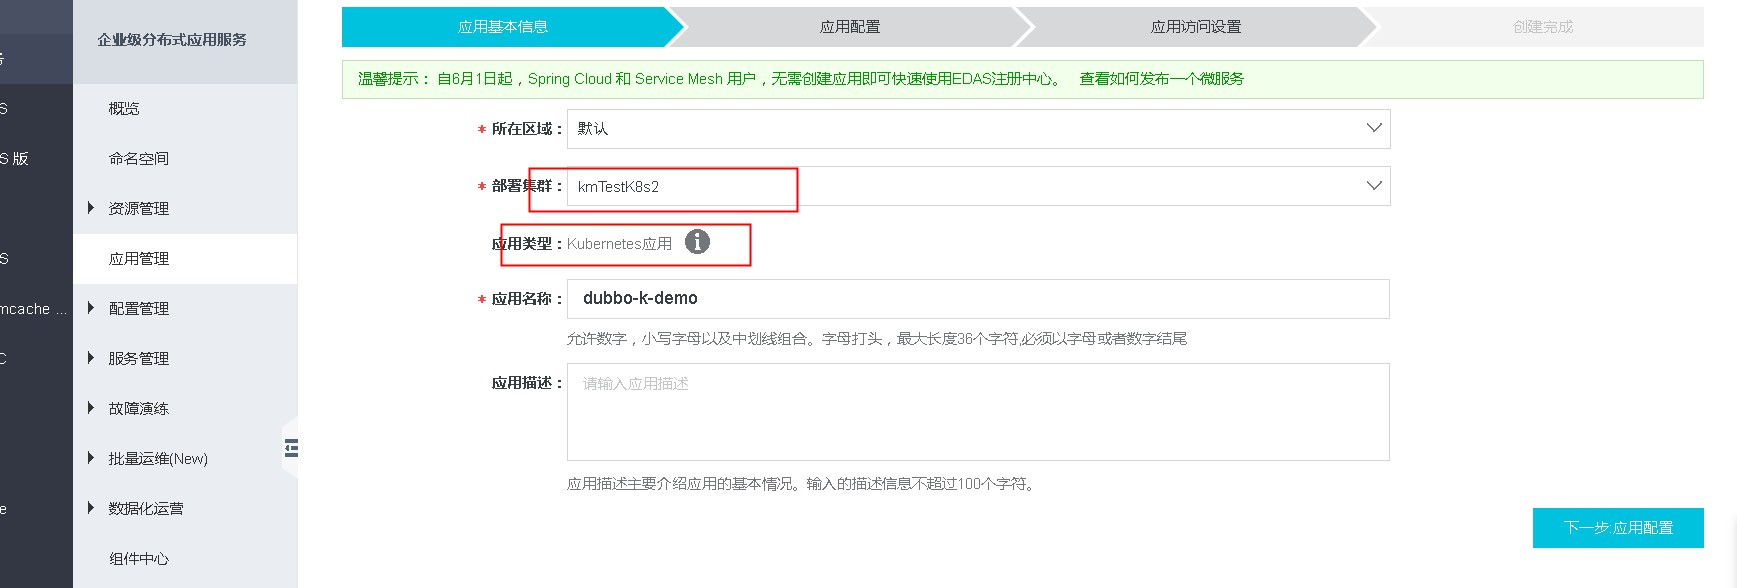 企业级分布式应用服务
S
S 版
S
mcache ...
C
e
概览
命名空间
资源管理
应用管理
配置管理
服务管理
故障演练
批量运维(New)
数据化运营
组件中心
应用基本信息
应用配置
应用访问设置
创建完成
温馨提示： 自6月1日起，Spring Cloud 和 Service Mesh 用户，无需创建应用即可快速使用EDAS注册中心。 查看如何发布一个微服务
* 所在区域： 默认
* 部署集群： kmTestK8s2
应用类型：Kubernetes应用
* 应用名称： dubbo-k-demo
允许数字，小写字母以及中划线组合。字母打头，最大长度36个字符,必须以字母或者数字结尾
应用描述： 请输入应用描述
应用描述主要介绍应用的基本情况。输入的描述信息不超过100个字符。
下一步:应用配置